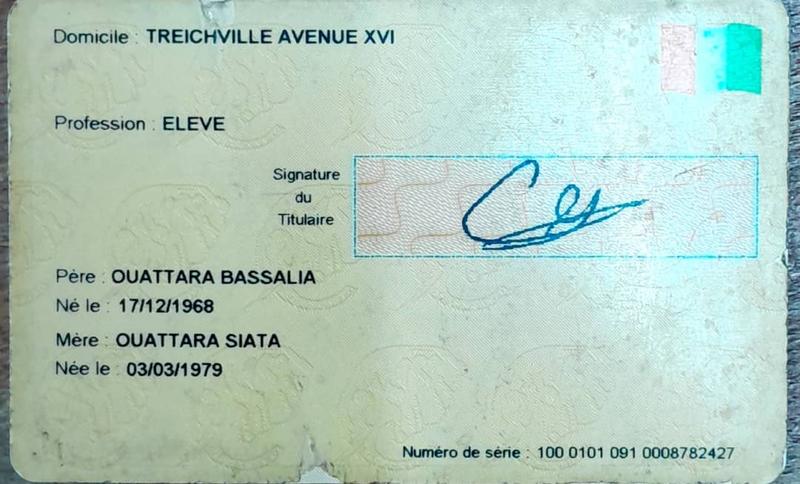 Domicile : TREICHVILLE AVENUE XVI
Profession : ELEVE
Signature
du
Titulaire
Père : OUATTARA BASSALIA
Né le : 17/12/1968
Mère : OUATTARA SIATA
Née le : 03/03/1979
Numéro de série : 100 0101 091 0008782427